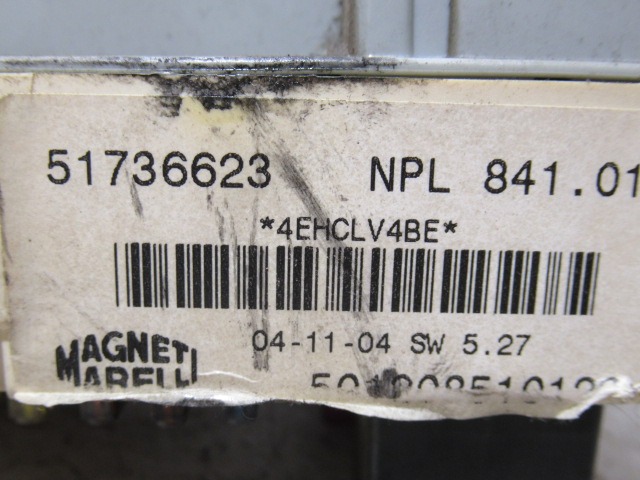 51736623 NPL 841.01
*4EHCLV4BE*
04-11-04 SW 5.27
MAGNETI
MARELLI